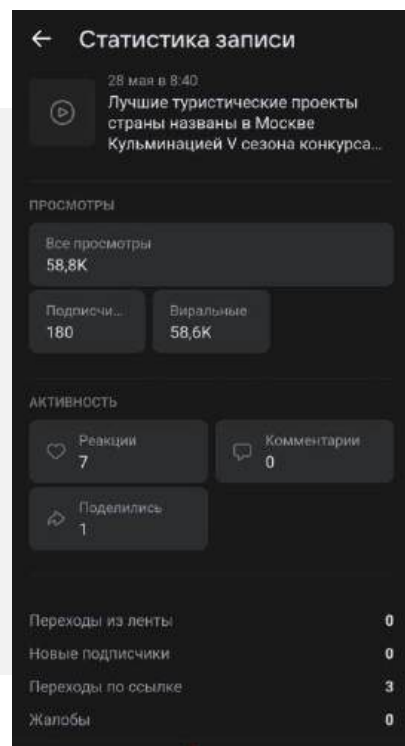 Статистика записи
28 мая в 8:40
Лучшие туристические проекты
страны названы в Москве
Кульминацией V сезона конкурса...
ПРОСМОТРЫ
Все просмотры
58,8K
Подписчи... Виральные
180 58,6K
АКТИВНОСТЬ
Реакции Комментарии
7 0
Поделились
1
Переходы из ленты 0
Новые подписчики 0
Переходы по ссылке 3
Жалобы 0